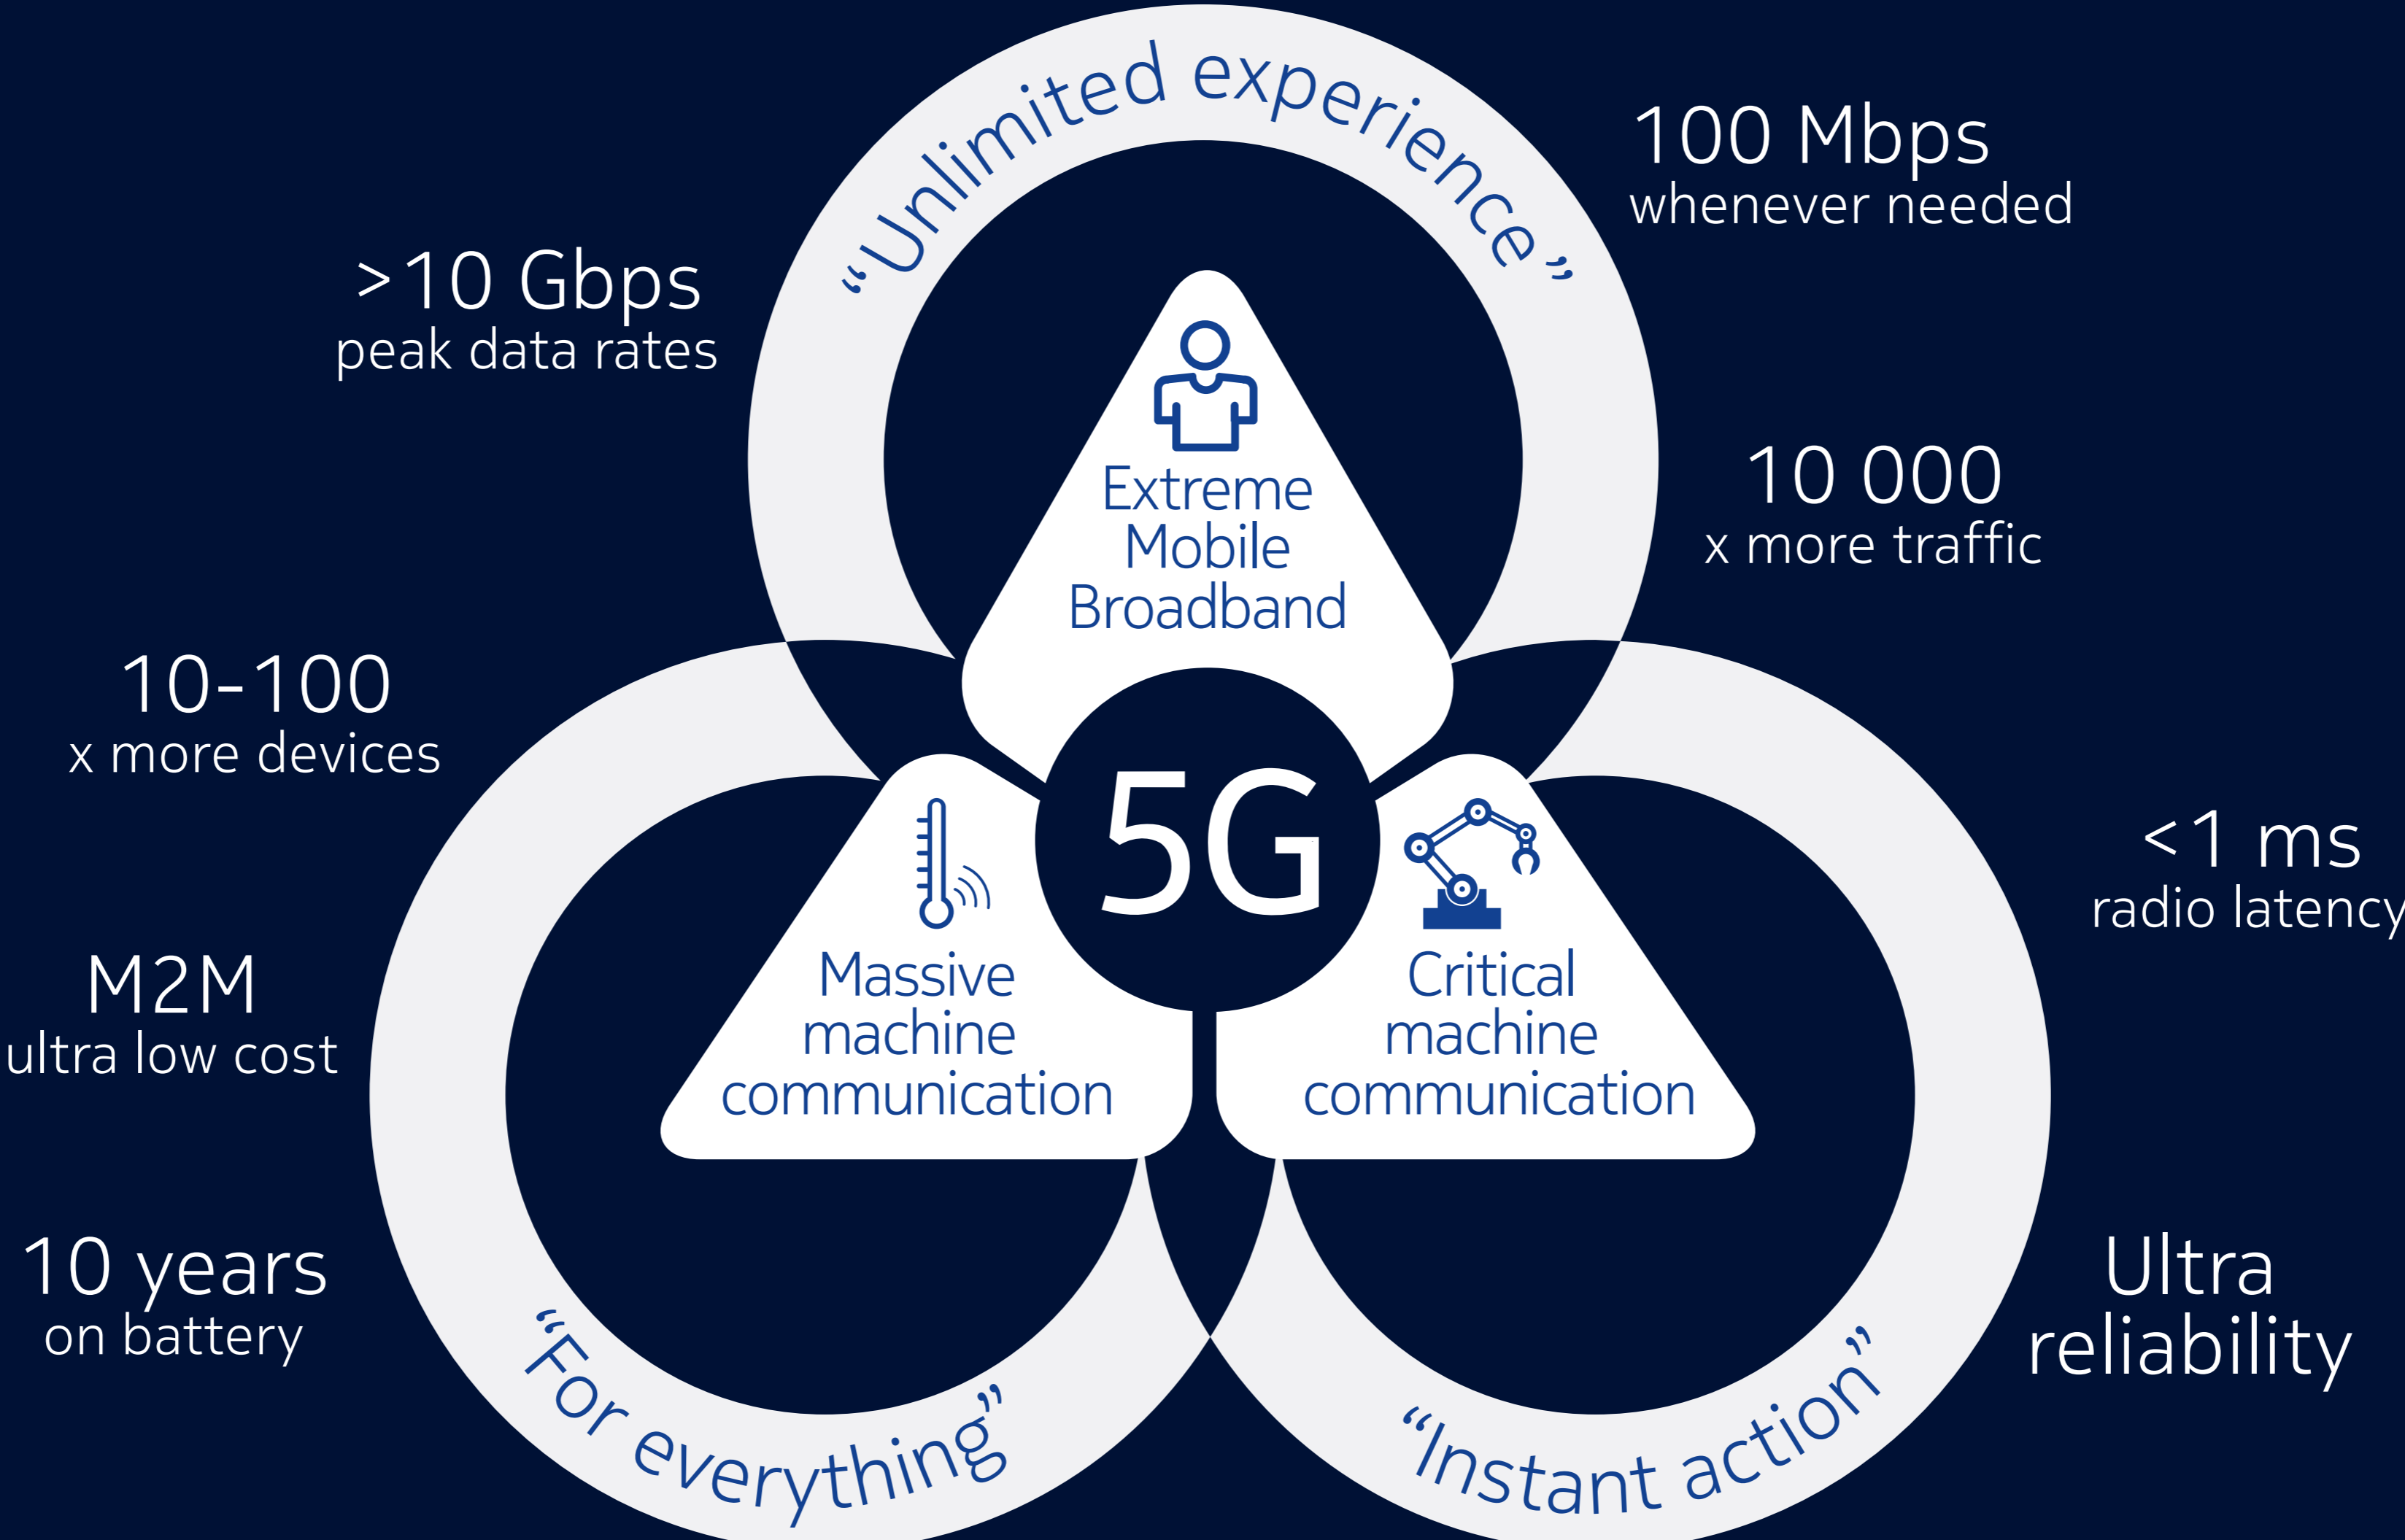 “Unlimited experience”
100 Mbps
whenever needed
>10 Gbps
peak data rates
10 000
x more traffic
Extreme
Mobile
Broadband
10-100
x more devices
5G
<1 ms
radio latency
M2M
ultra low cost
Massive
machine
communication
Critical
machine
communication
10 years
on battery
Ultra
reliability
“For everything”
“Instant action”